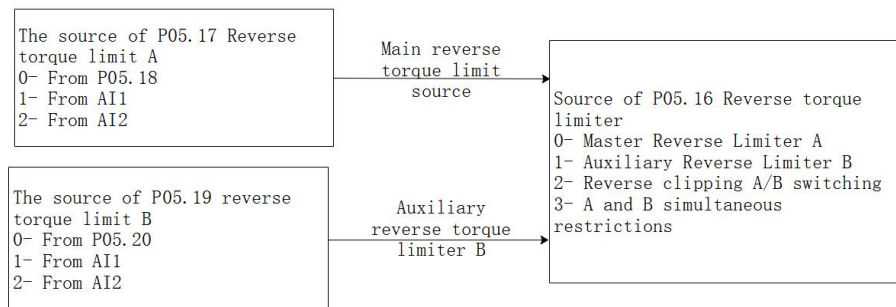 The source of P05.17 Reverse
torque limit A
0- From P05.18
1- From AI1
2- From AI2
Main reverse
torque limit
source
Source of P05.16 Reverse torque
limiter
0- Master Reverse Limiter A
1- Auxiliary Reverse Limiter B
2- Reverse clipping A/B switching
3- A and B simultaneous
restrictions
The source of P05.19 reverse
torque limit B
0- From P05.20
1- From AI1
2- From AI2
Auxiliary
reverse torque
limiter B